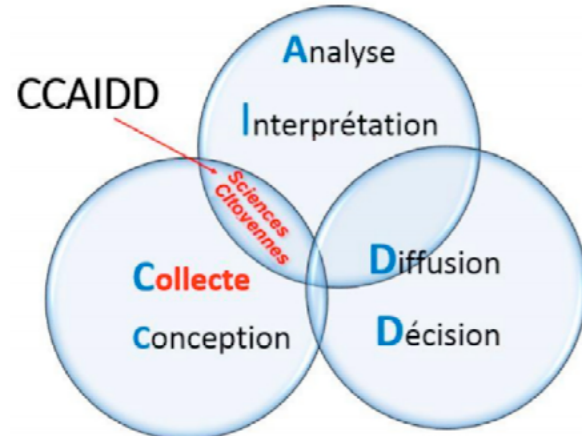 Analyse
CCAIDD
Interprétation
Sciences
Citoyennes
Collecte
Diffusion
Conception
Décision